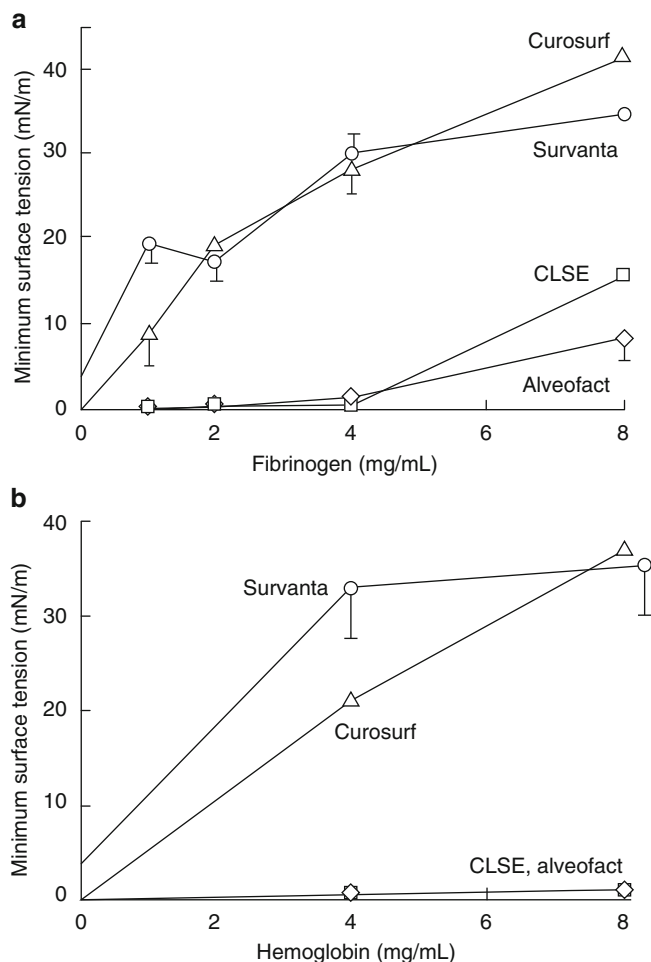 a
Minimum surface tension (mN/m)
40
30
20
10
0
Curosurf
Survanta
CLSE
Alveofact
0
2
4
6
8
Fibrinogen (mg/mL)
b
Minimum surface tension (mN/m)
40
30
20
10
0
Survanta
Curosurf
CLSE, alveofact
0
2
4
6
8
Hemoglobin (mg/mL)